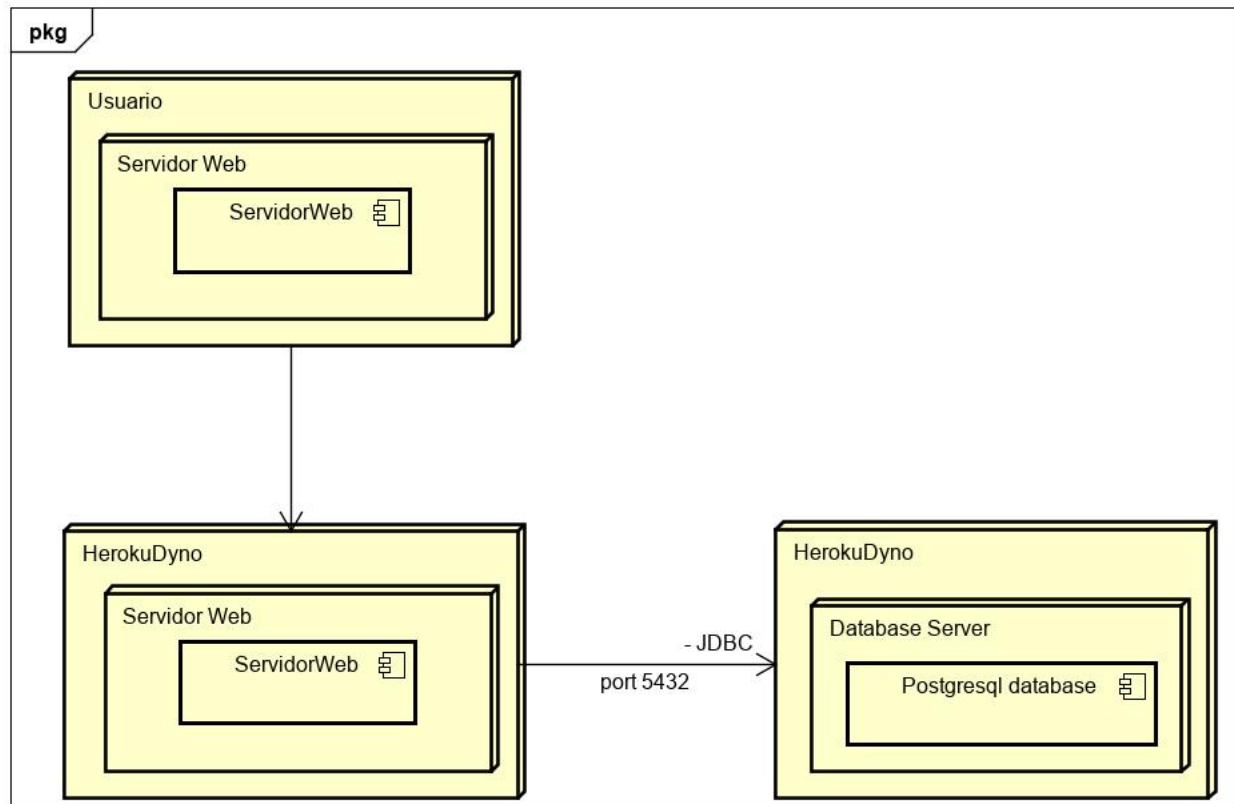 pkg
Usuario
Servidor Web
ServidorWeb
HerokuDyno
Servidor Web
ServidorWeb
- JDBC
port 5432
HerokuDyno
Database Server
Postgresql database